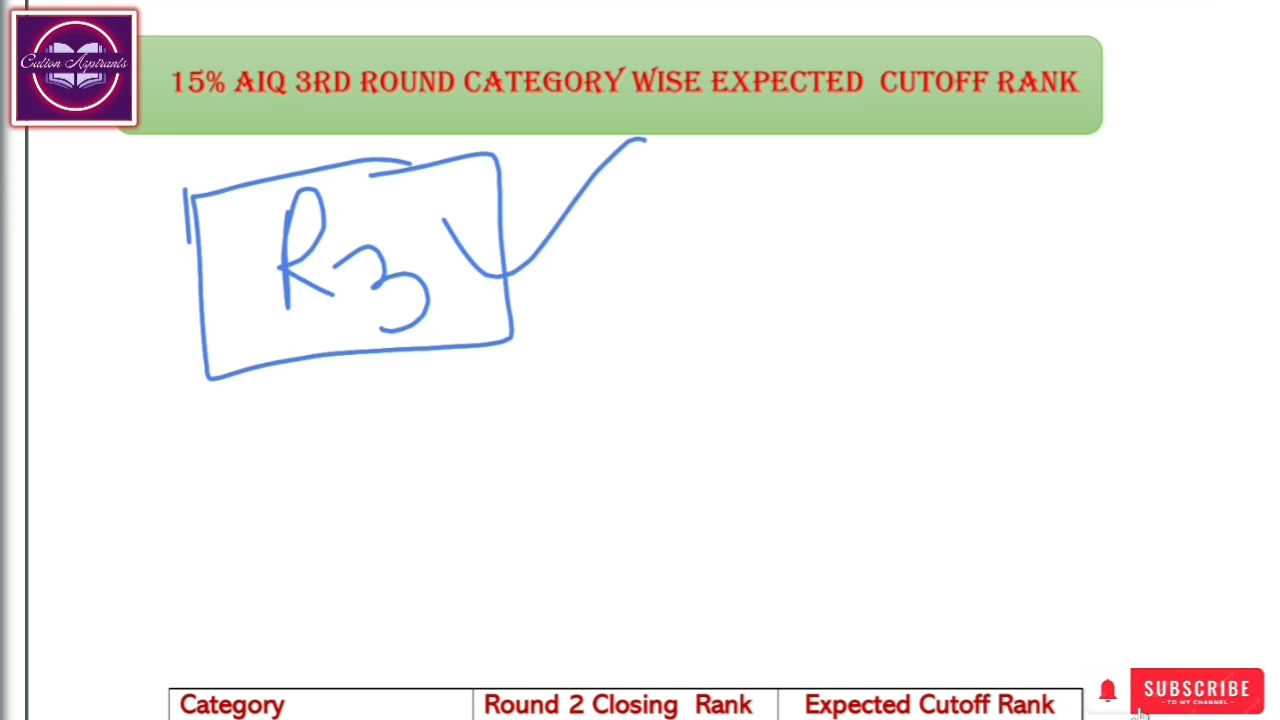 Cution Aspirants
15% AIQ 3RD ROUND CATEGORY WISE EXPECTED CUTOFF RANK
R3
Category Round 2 Closing Rank Expected Cutoff Rank
SUBSCRIBE
- TO MY CHANNEL -